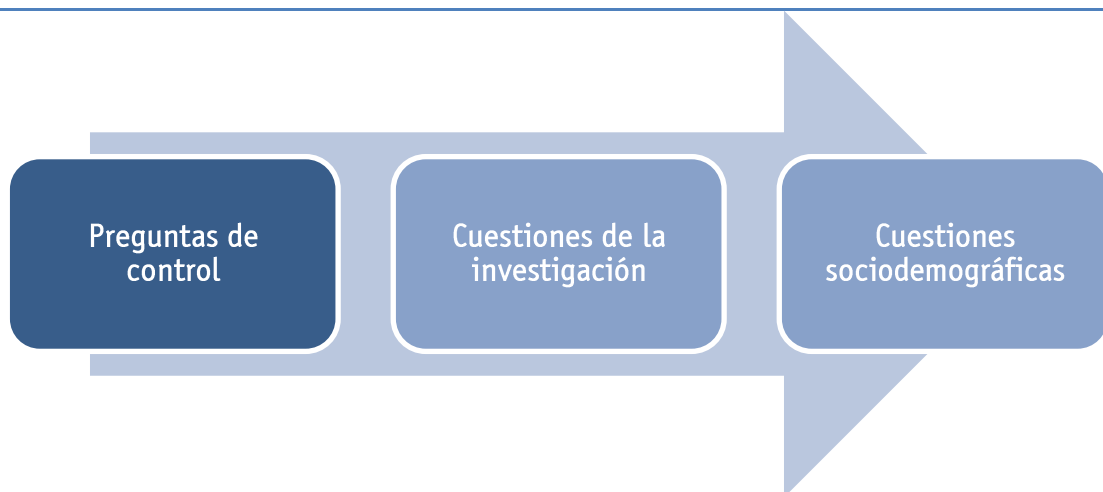 Preguntas de
control
Cuestiones de la
investigación
Cuestiones
sociodemográficas